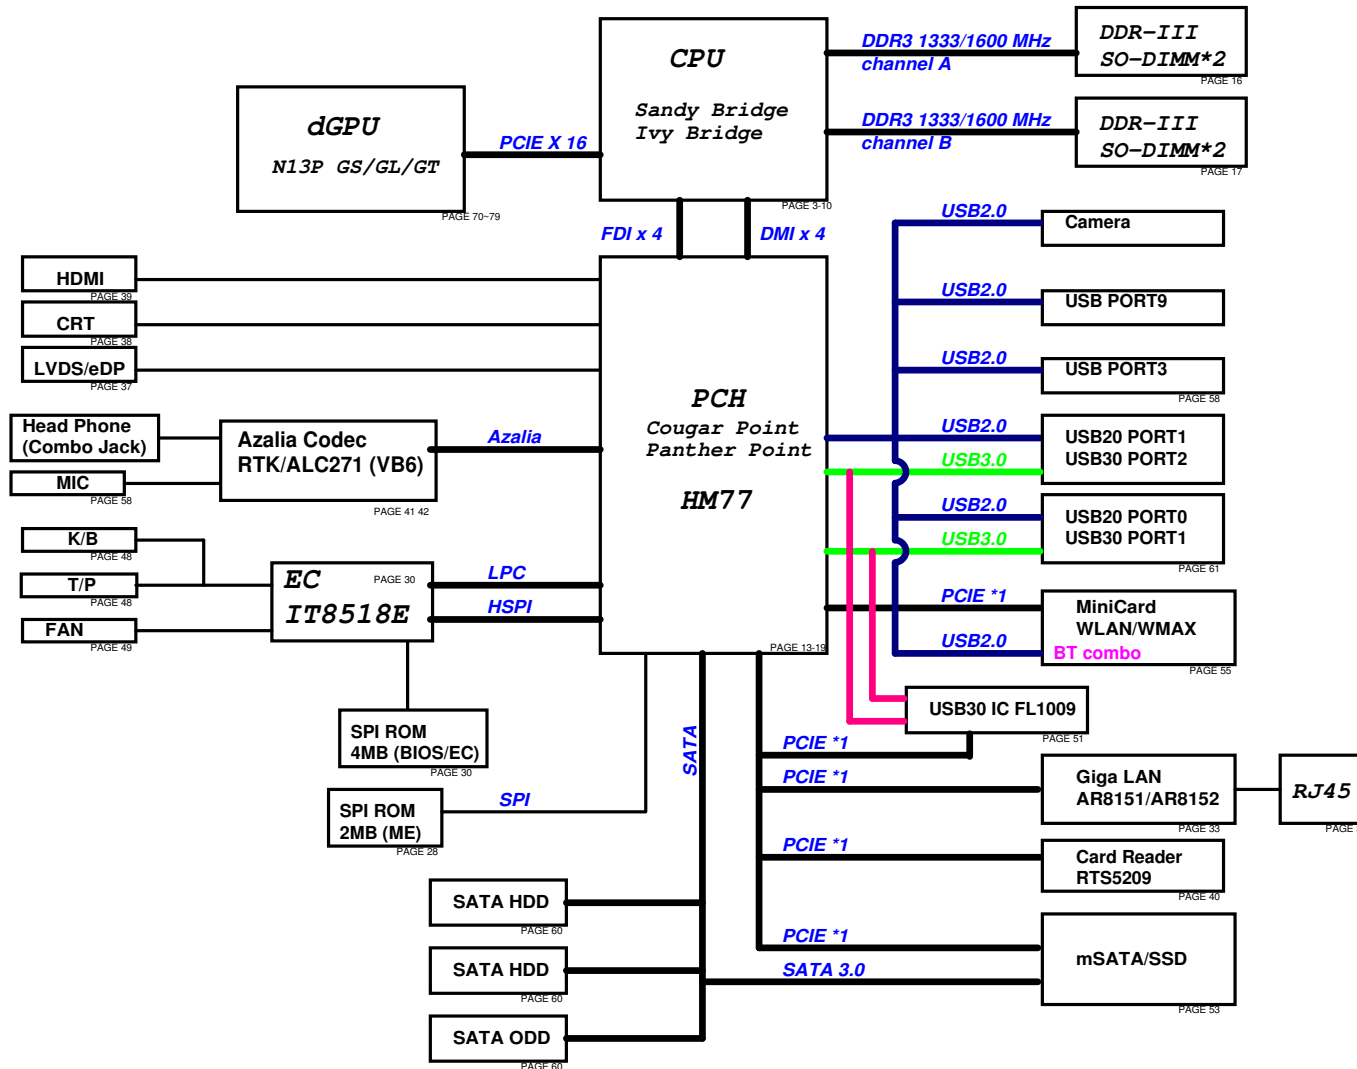 CPU
Sandy Bridge
Ivy Bridge
PAGE 3-10
DDR3 1333/1600 MHz
channel A
DDR-III
SO-DIMM*2
PAGE 16
DDR3 1333/1600 MHz
channel B
DDR-III
SO-DIMM*2
PAGE 17
dGPU
N13P GS/GL/GT
PAGE 70~79
PCIE X 16
FDI x 4
DMI x 4
USB2.0
Camera
HDMI
PAGE 39
CRT
PAGE 38
LVDS/eDP
PAGE 37
USB2.0
USB PORT9
USB2.0
USB PORT3
PAGE 58
PCH
Cougar Point
Panther Point
HM77
PAGE 13-19
Head Phone
(Combo Jack)
MIC
PAGE 58
Azalia Codec
RTK/ALC271 (VB6)
PAGE 41 42
Azalia
USB2.0
USB3.0
USB20 PORT1
USB30 PORT2
USB2.0
USB3.0
USB20 PORT0
USB30 PORT1
PAGE 61
K/B
PAGE 48
T/P
PAGE 48
FAN
PAGE 49
EC
PAGE 30
IT8518E
LPC
HSPI
PCIE *1
USB2.0
MiniCard
WLAN/WMAX
BT combo
PAGE 55
USB30 IC FL1009
PAGE 51
SPI ROM
4MB (BIOS/EC)
PAGE 30
SPI ROM
2MB (ME)
PAGE 28
SPI
SATA
PCIE *1
PCIE *1
Giga LAN
AR8151/AR8152
PAGE 33
RJ45
PAGE
PCIE *1
Card Reader
RTS5209
PAGE 40
SATA HDD
PAGE 60
SATA HDD
PAGE 60
SATA ODD
PAGE 60
PCIE *1
SATA 3.0
mSATA/SSD
PAGE 53